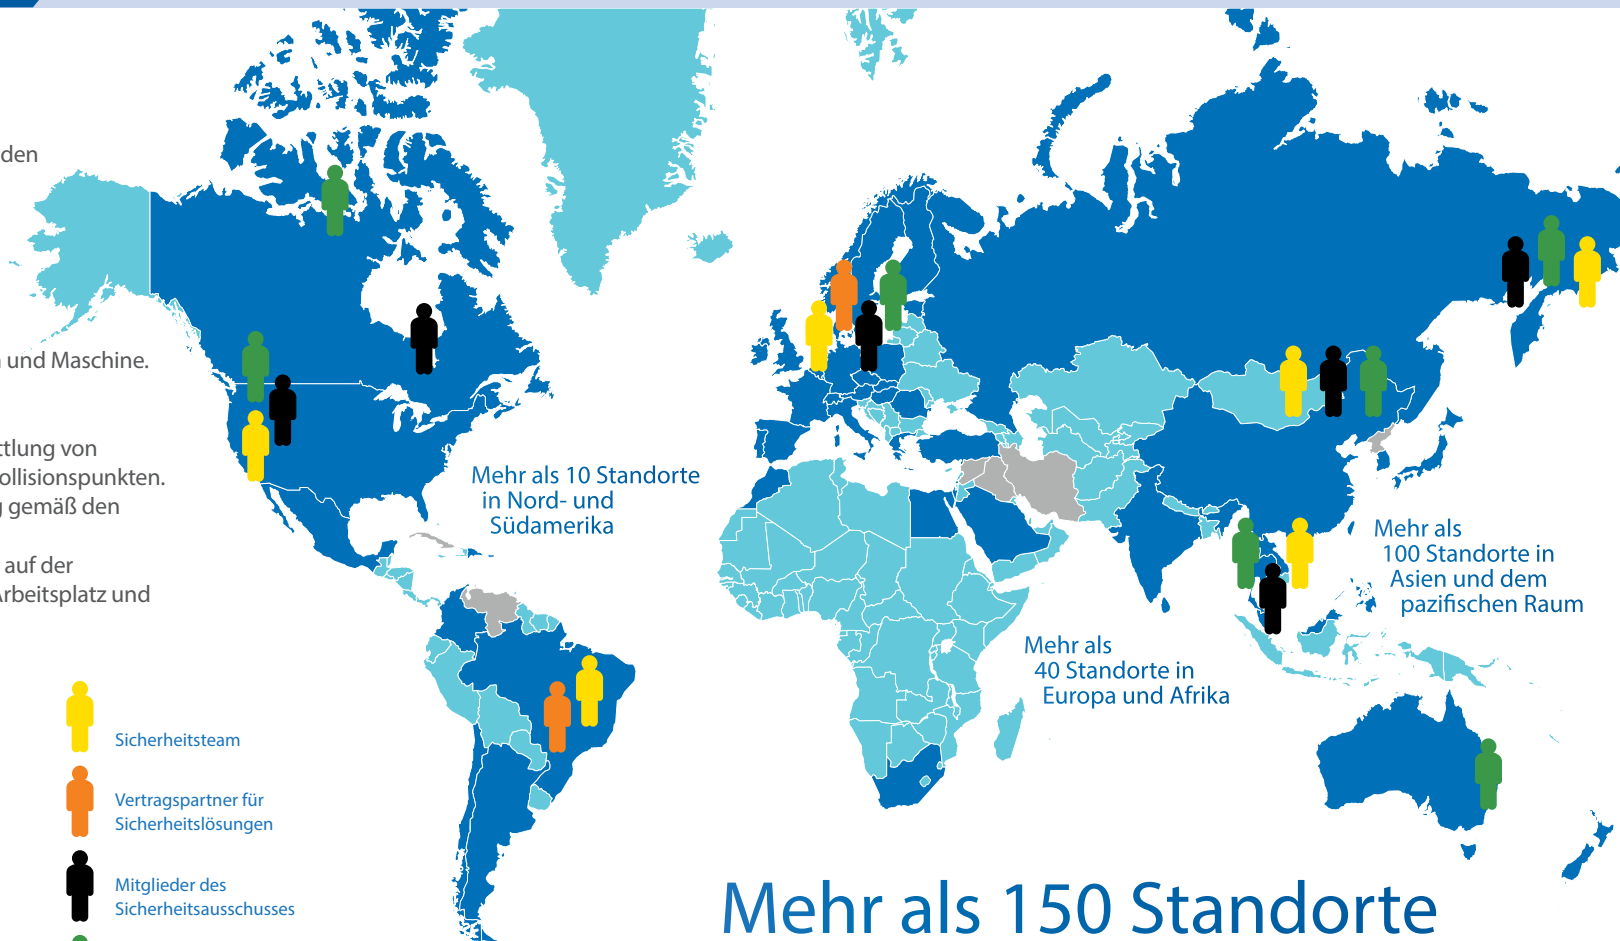 den
und Maschine.
ttlung von
ollisionspunkten.
gemäß den
auf der
Arbeitsplatz und
Mehr als 10 Standorte
in Nord- und
Südamerika
Mehr als
100 Standorte in
Asien und dem
pazifischen Raum
Mehr als
40 Standorte in
Europa und Afrika
Sicherheitsteam
Vertragspartner für
Sicherheitslösungen
Mitglieder des
Sicherheitsausschusses
Mehr als 150 Standorte